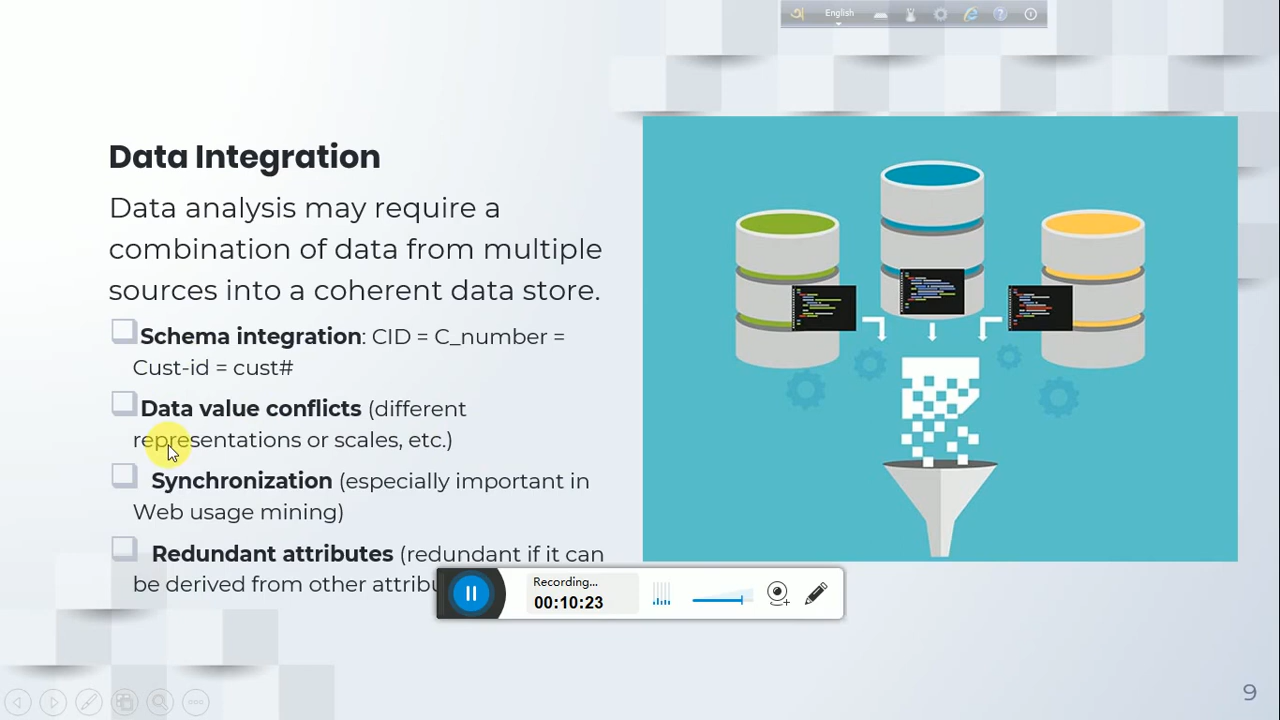 English
Data Integration
Data analysis may require a
combination of data from multiple
sources into a coherent data store.
Schema integration: CID = C_number =
Cust-id = cust#
Data value conflicts (different
representations or scales, etc.)
Synchronization (especially important in
Web usage mining)
Redundant attributes (redundant if it can
be derived from other
Recording...
00:10:23
9